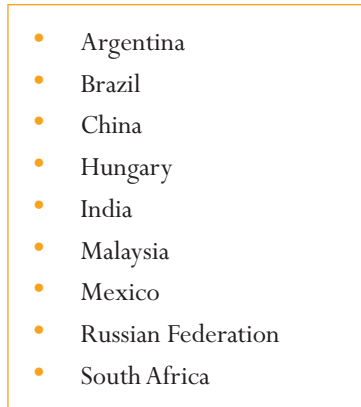 • Argentina
• Brazil
• China
• Hungary
• India
• Malaysia
• Mexico
• Russian Federation
• South Africa